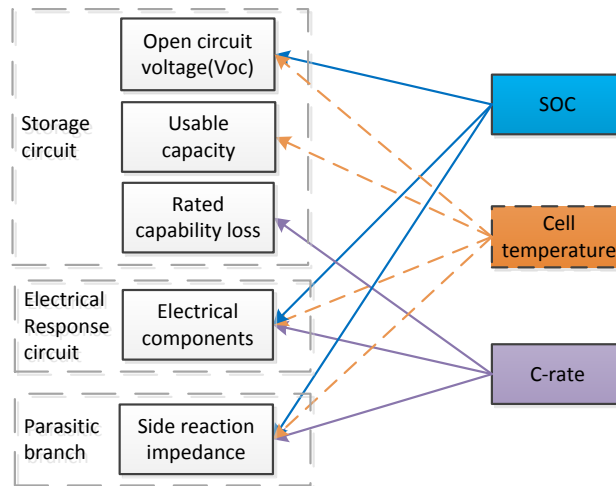 Open circuit
voltage(Voc)
Storage
circuit
Usable
capacity
Rated
capability loss
Electrical
Response
circuit
Electrical
components
Parasitic
branch
Side reaction
impedance
SOC
Cell
temperature
C-rate